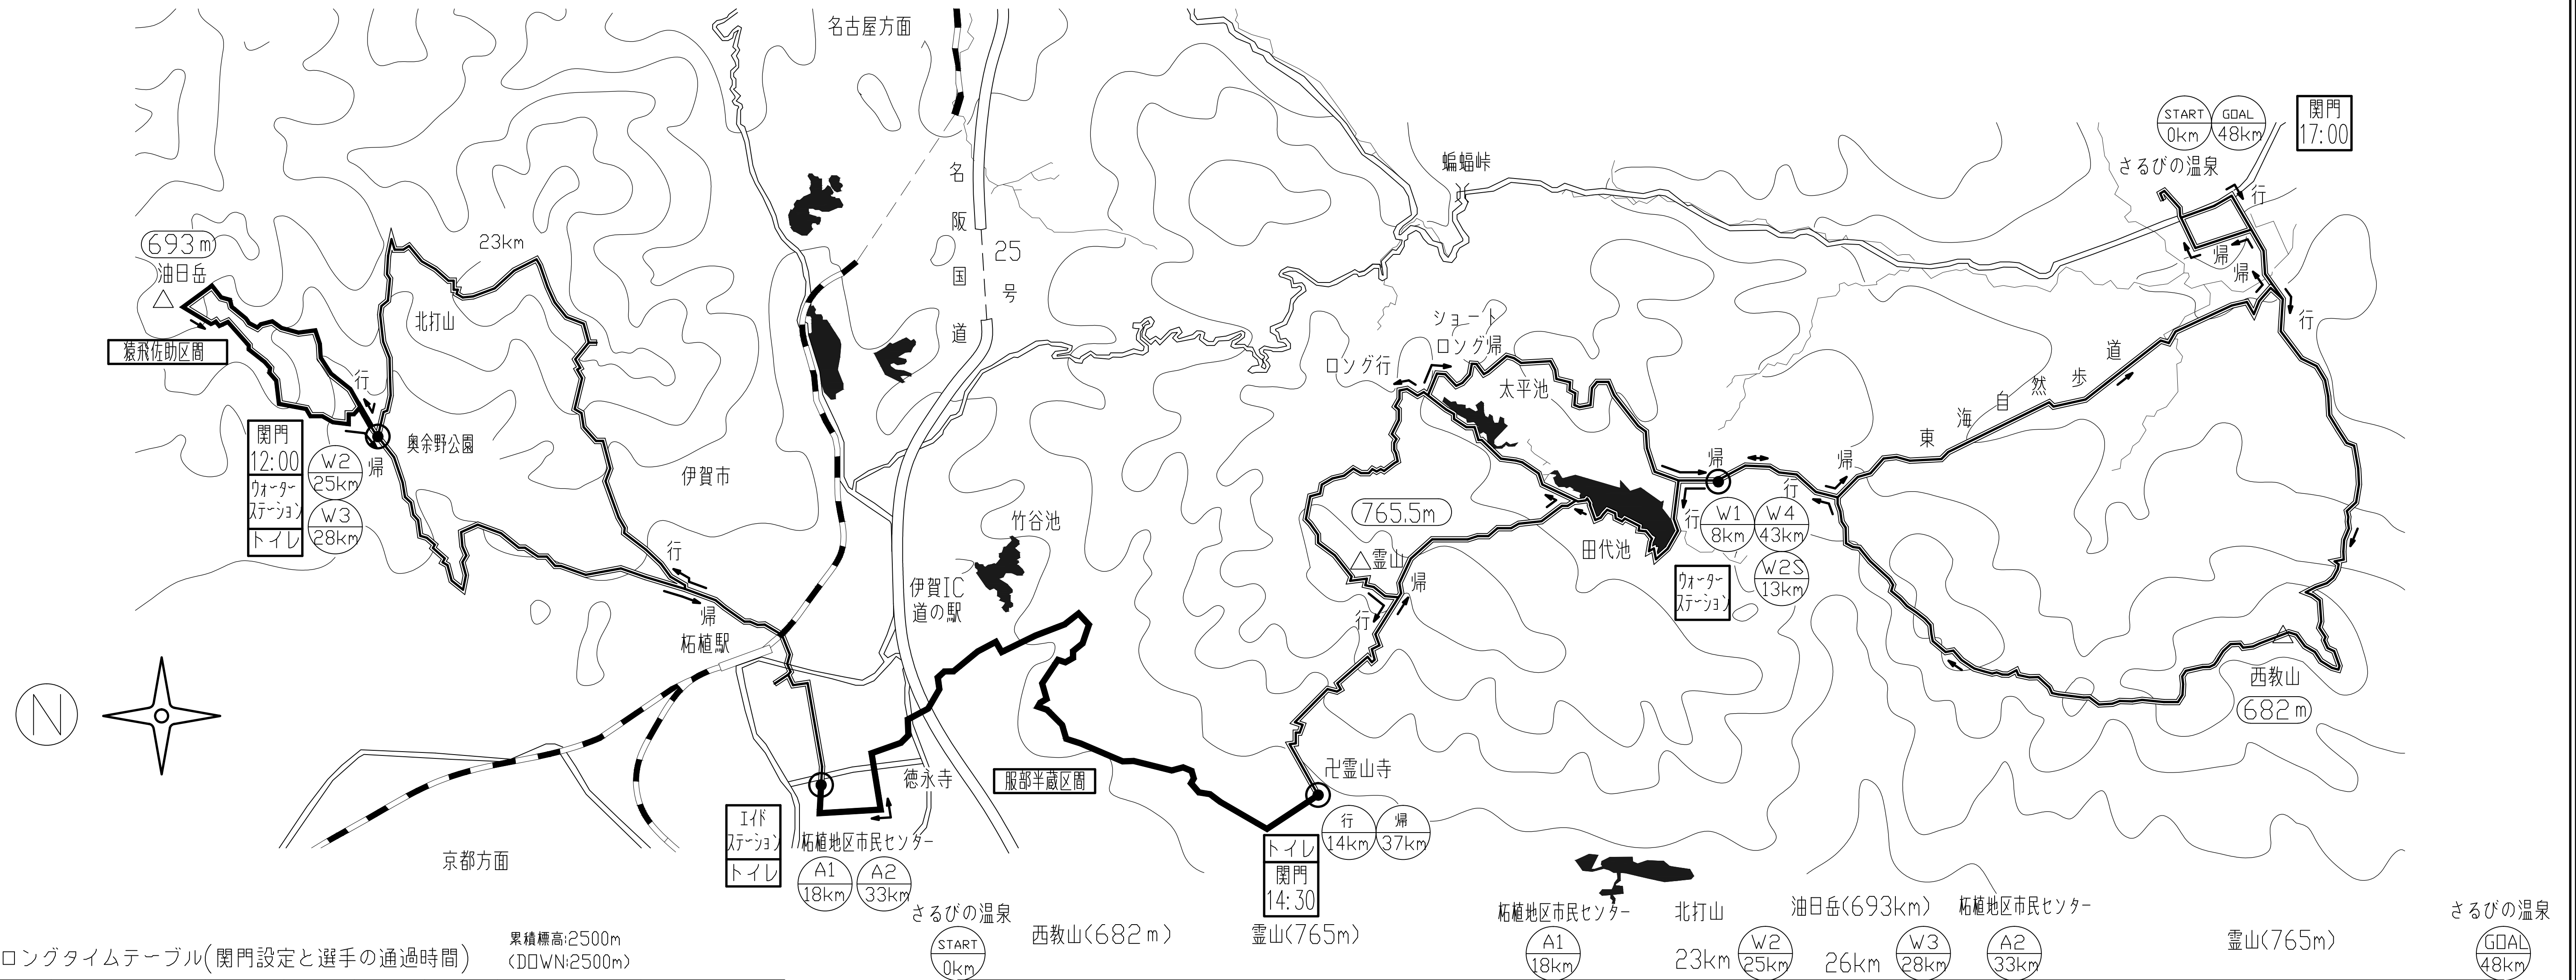 名古屋方面
START
0km
GOAL
48km
関門
17:00
さるびの温泉
行
帰
帰
行
蝙蝠峠
名
阪
国
道
25
号
693m
油日岳
23km
北打山
猿飛佐助区間
行
関門
12:00
ウォーター
ステーション
トイレ
W2
25km
W3
28km
帰
奥余野公園
伊賀市
ショート
ロング帰
ロング行
太平池
東
海
自
然
歩
道
帰
行
帰
行
W1
8km
W4
43km
W2S
13km
ウォーター
ステーション
田代池
765.5m
霊山
帰
行
竹谷池
伊賀IC
道の駅
行
帰
柘植駅
西教山
682m
N
徳永寺
服部半蔵区間
卍霊山寺
行
14km
帰
37km
トイレ
関門
14:30
エイド
ステーション
トイレ
柘植地区市民センター
A1
18km
A2
33km
京都方面
ロングタイムテーブル(関門設定と選手の通過時間)
累積標高:2500m
(DOWN:2500m)
さるびの温泉
START
0km
西教山(682m)
霊山(765m)
柘植地区市民センター
A1
18km
北打山
23km
W2
25km
油日岳(693km)
26km
W3
28km
柘植地区市民センター
A2
33km
霊山(765m)
さるびの温泉
GOAL
48km